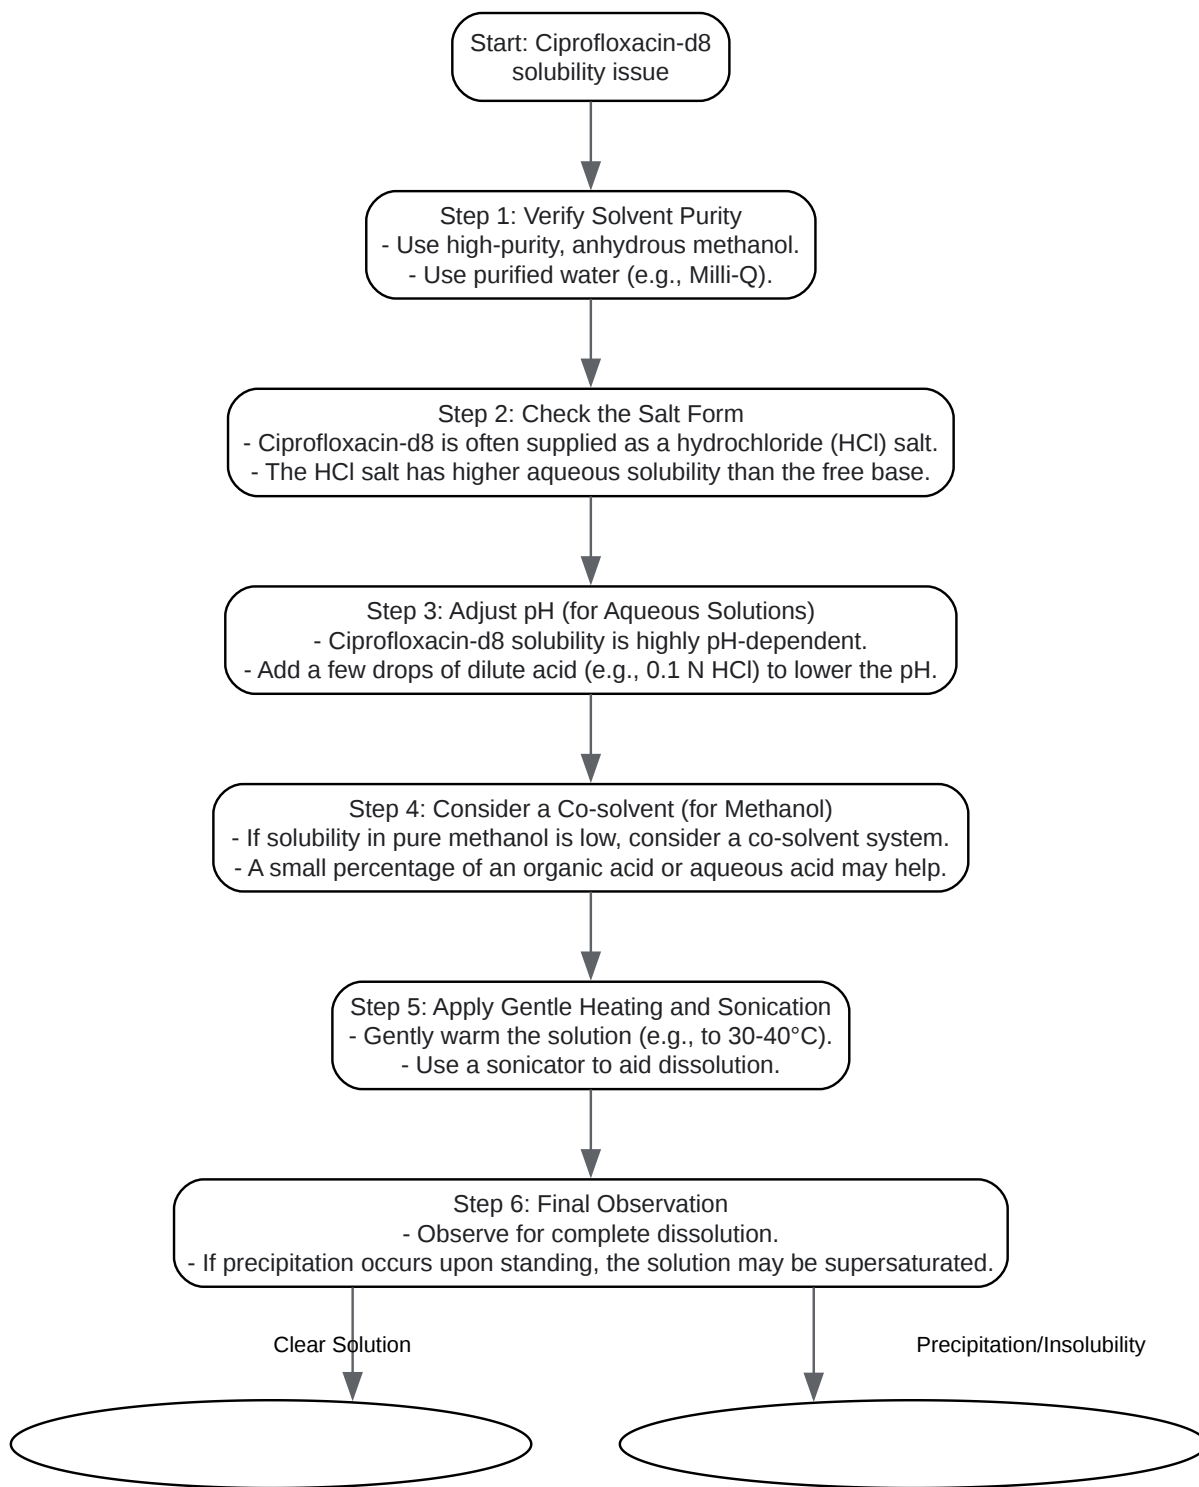 Start: Ciprofloxacin-d8
solubility issue
Step 1: Verify Solvent Purity
- Use high-purity, anhydrous methanol.
- Use purified water (e.g., Milli-Q).
Step 2: Check the Salt Form
- Ciprofloxacin-d8 is often supplied as a hydrochloride (HCl) salt.
- The HCl salt has higher aqueous solubility than the free base.
Step 3: Adjust pH (for Aqueous Solutions)
- Ciprofloxacin-d8 solubility is highly pH-dependent.
- Add a few drops of dilute acid (e.g., 0.1 N HCl) to lower the pH.
Step 4: Consider a Co-solvent (for Methanol)
- If solubility in pure methanol is low, consider a co-solvent system.
- A small percentage of an organic acid or aqueous acid may help.
Step 5: Apply Gentle Heating and Sonication
- Gently warm the solution (e.g., to 30-40°C).
- Use a sonicator to aid dissolution.
Step 6: Final Observation
- Observe for complete dissolution.
- If precipitation occurs upon standing, the solution may be supersaturated.
Clear Solution
Precipitation/Insolubility